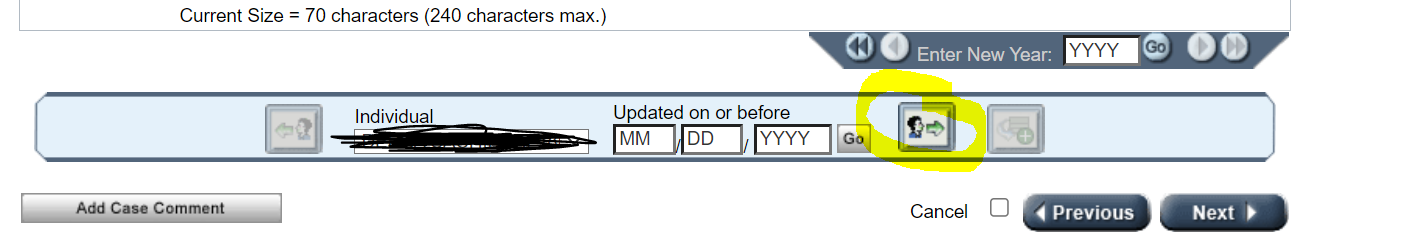 Current Size = 70 characters (240 characters max.)
Enter New Year: YYYY Go
Individual
Updated on or before
MM / DD / YYYY Go
Add Case Comment
Cancel
Previous
Next